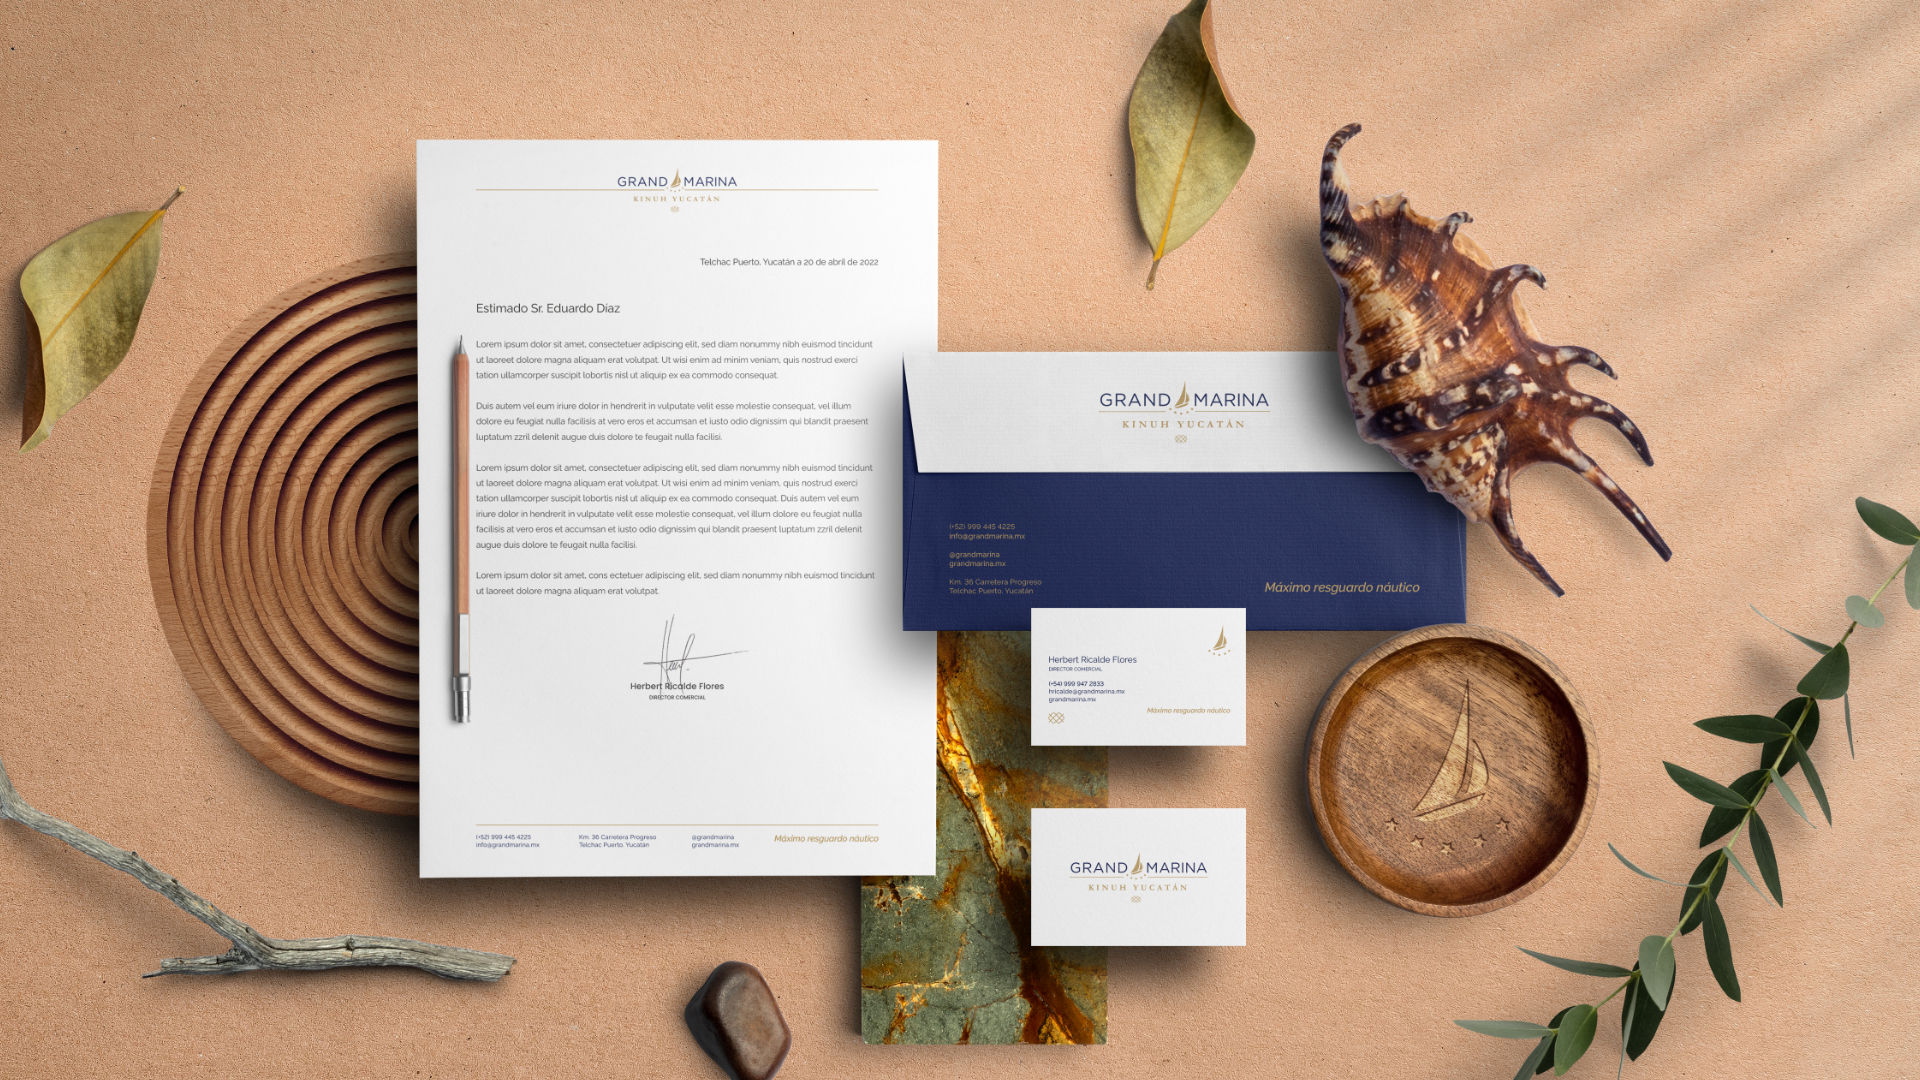 GRAND MARINA
KINUH YUCATÁN
Telchac Puerto, Yucatán a 20 de abril de 2022
Estimado Sr. Eduardo Díaz
Lorem ipsum dolor sit amet, consectetuer adipiscing elit, sed diam nonummy nibh euismod tincidunt
ut laoreet dolore magna aliquam erat volutpat. Ut wisi enim ad minim veniam, quis nostrud exerci
tation ullamcorper suscipit lobortis nisl ut aliquip ex ea commodo consequat.
Duis autem vel eum iriure dolor in hendrerit in vulputate velit esse molestie consequat, vel illum
dolore eu feugiat nulla facilisis at vero eros et accumsan et iusto odio dignissim qui blandit praesent
luptatum zzril delenit augue duis dolore te feugait nulla facilisi.
Lorem ipsum dolor sit amet, consectetuer adipiscing elit, sed diam nonummy nibh euismod tincidunt
ut laoreet dolore magna aliquam erat volutpat. Ut wisi enim ad minim veniam, quis nostrud exerci
tation ullamcorper suscipit lobortis nisl ut aliquip ex ea commodo consequat. Duis autem vel eum
iriure dolor in hendrerit in vulputate velit esse molestie consequat, vel illum dolore eu feugiat nulla
facilisis at vero eros et accumsan et iusto odio dignissim qui blandit praesent luptatum zzril delenit
augue duis dolore te feugait nulla facilisi.
Lorem ipsum dolor sit amet, cons ectetuer adipiscing elit, sed diam nonummy nibh euismod tincidunt
ut laoreet dolore magna aliquam erat volutpat.
Herbert Ricalde Flores
DIRECTOR COMERCIAL
(+52) 999 445 4225
info@grandmarina.mx
Km. 36 Carretera Progreso
Telchac Puerto, Yucatán
@grandmarina
grandmarina.mx
Máximo resguardo náutico
GRAND MARINA
KINUH YUCATÁN
(+52) 999 445 4225
info@grandmarina.mx
@grandmarina
grandmarina.mx
Km. 36 Carretera Progreso
Telchac Puerto, Yucatán
Máximo resguardo náutico
Herbert Ricalde Flores
DIRECTOR COMERCIAL
(+54) 999 947 2833
hricalde@grandmarina.mx
grandmarina.mx
Máximo resguardo náutico
GRAND MARINA
KINUH YUCATÁN